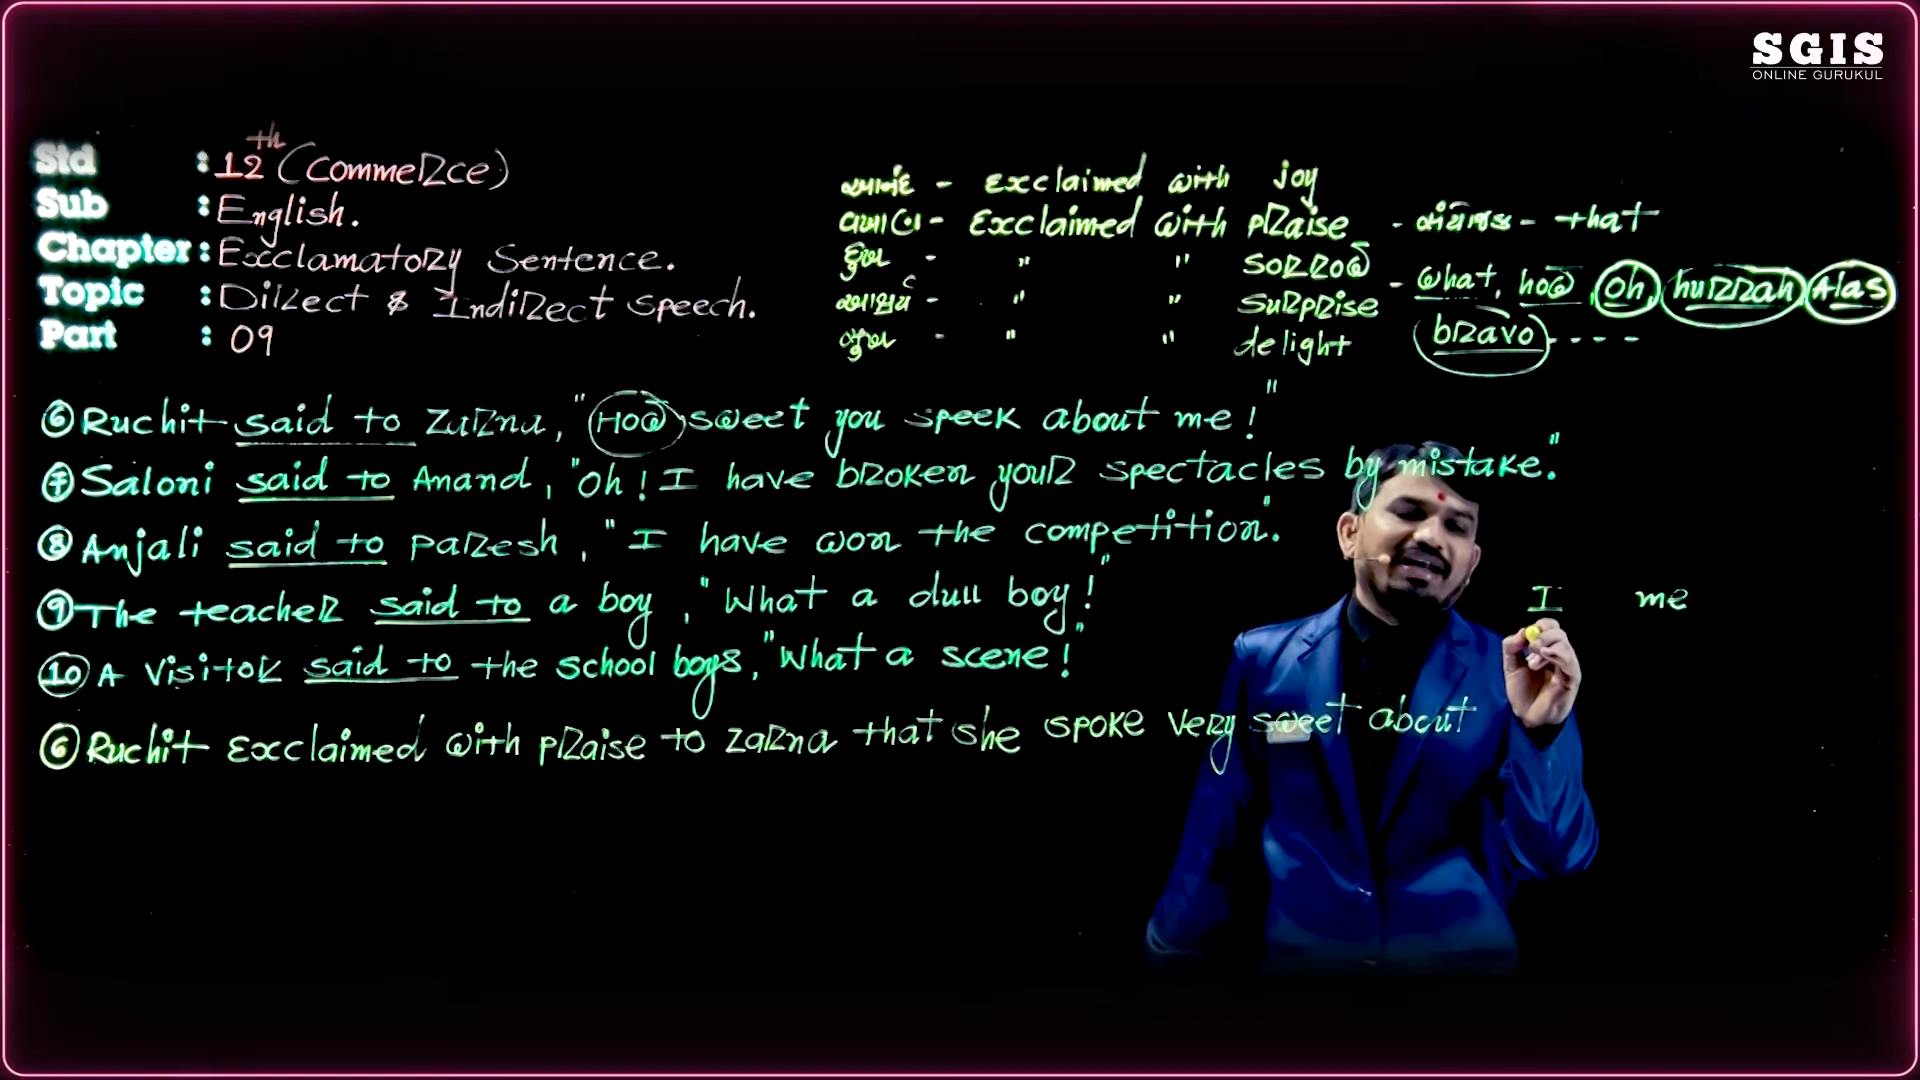 SGIS
ONLINE GURUKUL
Std : 12th (Commerce)
Sub : English.
Chapter : Exclamatory Sentence.
Topic : Direct & Indirect speech.
Part : 09
આનંદ - Exclaimed with joy
વખાણ - Exclaimed with praise - સંયોજક - that
દુઃખ - " " sorrow - what, how, oh, hurrah, Alas
આશ્ચર્ય - " " surprise bravo - - - -
" " delight
6 Ruchit said to Zarna, "How sweet you speek about me!"
7 Saloni said to Anand, "Oh! I have broken your spectacles by mistake."
8 Anjali said to Paresh, "I have won the competition".
9 The teacher said to a boy, "What a dull boy!"
I me
10 A visitor said to the school boys, "What a scene!"
6 Ruchit Exclaimed with praise to Zarna that she spoke very sweet about